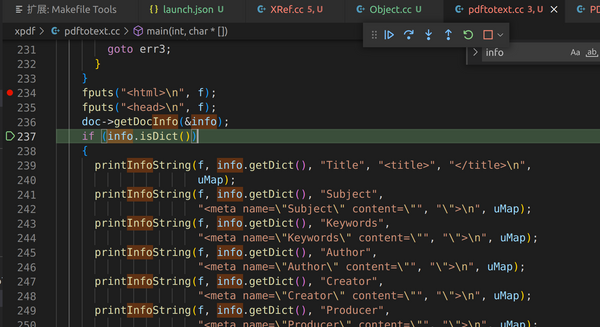 扩展: Makefile Tools
{} launch.json U
C⁺ XRef.cc 5, U
C⁺ Object.cc U
C⁺ pdftotext.cc 3, U
PD
xpdf > C⁺ pdftotext.cc > main(int, char * [])
> info Aa ab
231 goto err3;
232 }
233 }
234 fputs("<html>\n", f);
235 fputs("<head>\n", f);
236 doc->getDocInfo(&info);
237 if (info.isDict())
238 {
239 printInfoString(f, info.getDict(), "Title", "<title>", "</title>\n",
240 uMap);
241 printInfoString(f, info.getDict(), "Subject",
242 "<meta name=\"Subject\" content=\"", "\">\n", uMap);
243 printInfoString(f, info.getDict(), "Keywords",
244 "<meta name=\"Keywords\" content=\"", "\">\n", uMap);
245 printInfoString(f, info.getDict(), "Author",
246 "<meta name=\"Author\" content=\"", "\">\n", uMap);
247 printInfoString(f, info.getDict(), "Creator",
248 "<meta name=\"Creator\" content=\"", "\">\n", uMap);
249 printInfoString(f, info.getDict(), "Producer",
250 "<meta name=\"Producer\" content=\"", "\">\n", uMap);